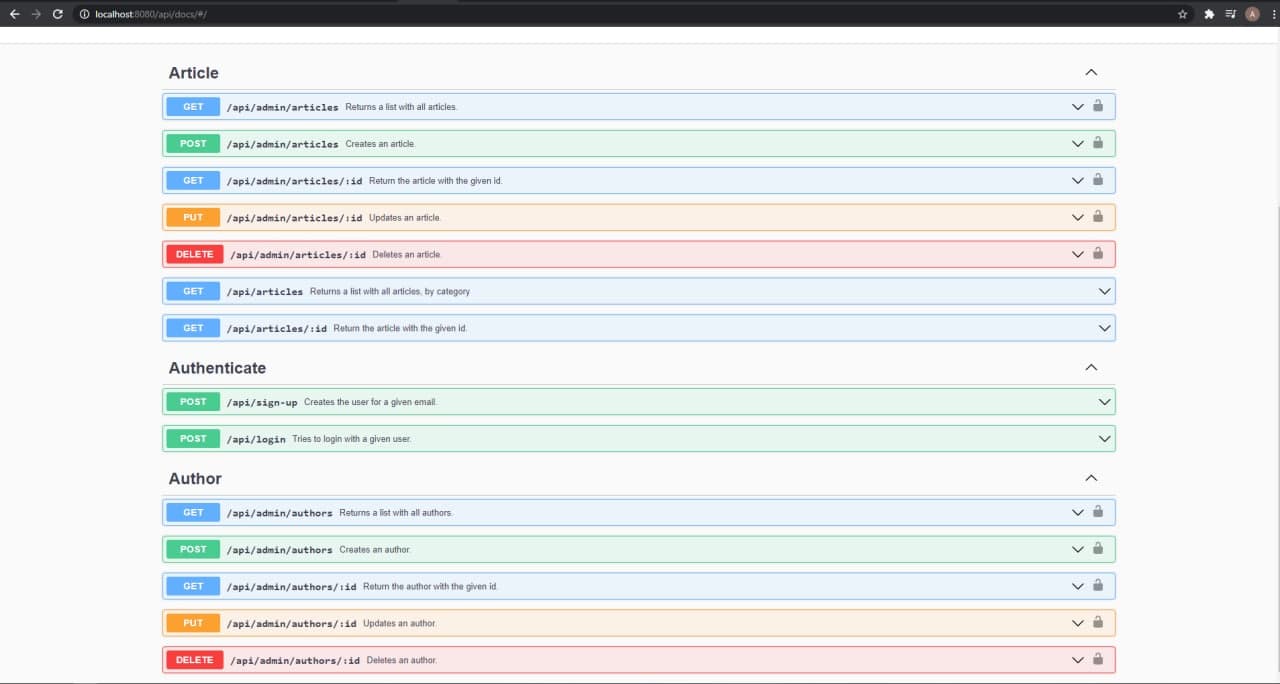 localhost:8080/api/docs/#/
A
Article
GET /api/admin/articles Returns a list with all articles.
POST /api/admin/articles Creates an article.
GET /api/admin/articles/:id Return the article with the given id.
PUT /api/admin/articles/:id Updates an article.
DELETE /api/admin/articles/:id Deletes an article.
GET /api/articles Returns a list with all articles, by category
GET /api/articles/:id Return the article with the given id.
Authenticate
POST /api/sign-up Creates the user for a given email.
POST /api/login Tries to login with a given user.
Author
GET /api/admin/authors Returns a list with all authors.
POST /api/admin/authors Creates an author.
GET /api/admin/authors/:id Return the author with the given id.
PUT /api/admin/authors/:id Updates an author.
DELETE /api/admin/authors/:id Deletes an author.